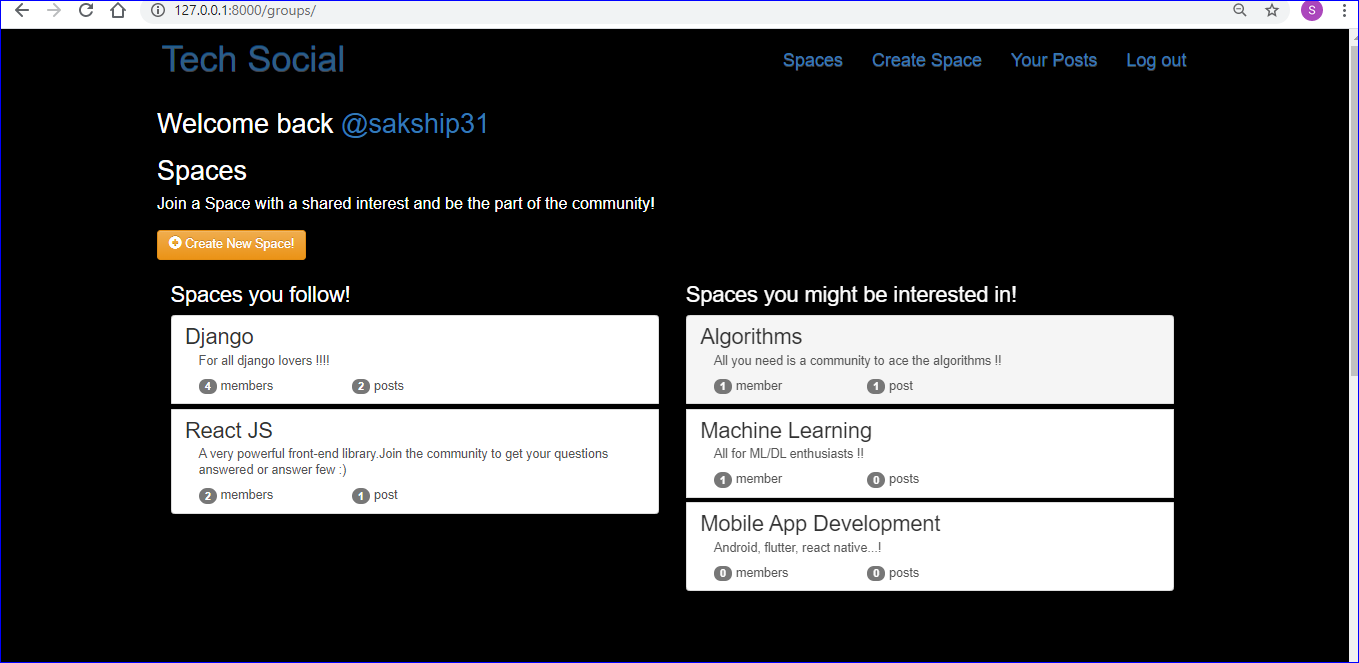 127.0.0.1:8000/groups/
S
Tech Social
Spaces Create Space Your Posts Log out
Welcome back @sakship31
Spaces
Join a Space with a shared interest and be the part of the community!
Create New Space!
Spaces you follow!
Django
For all django lovers !!!!
4 members 2 posts
React JS
A very powerful front-end library.Join the community to get your questions
answered or answer few :)
2 members 1 post
Spaces you might be interested in!
Algorithms
All you need is a community to ace the algorithms !!
1 member 1 post
Machine Learning
All for ML/DL enthusiasts !!
1 member 0 posts
Mobile App Development
Android, flutter, react native...!
0 members 0 posts